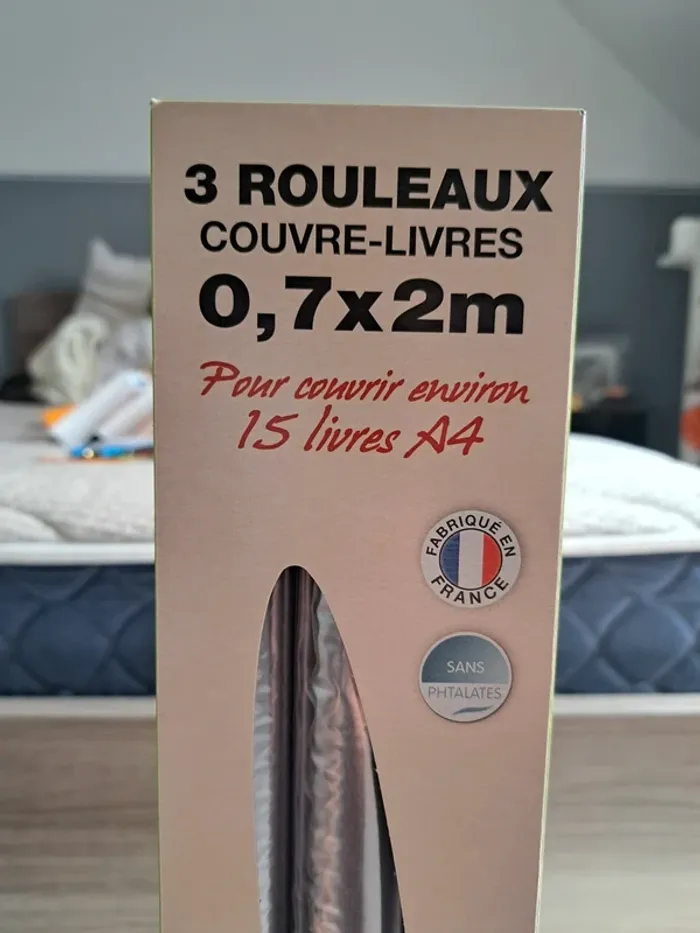 3 ROULEAUX
COUVRE-LIVRES
0,7x2m
Pour couvrir environ
15 livres A4
FABRIQUÉ EN
FRANCE
SANS
PHTALATES